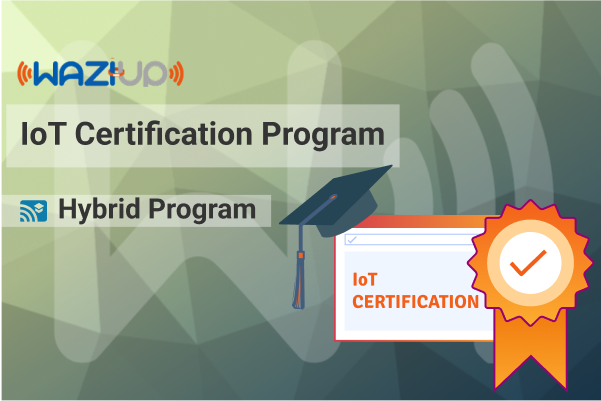 WAZIUP
IoT Certification Program
Hybrid Program
IoT
CERTIFICATION